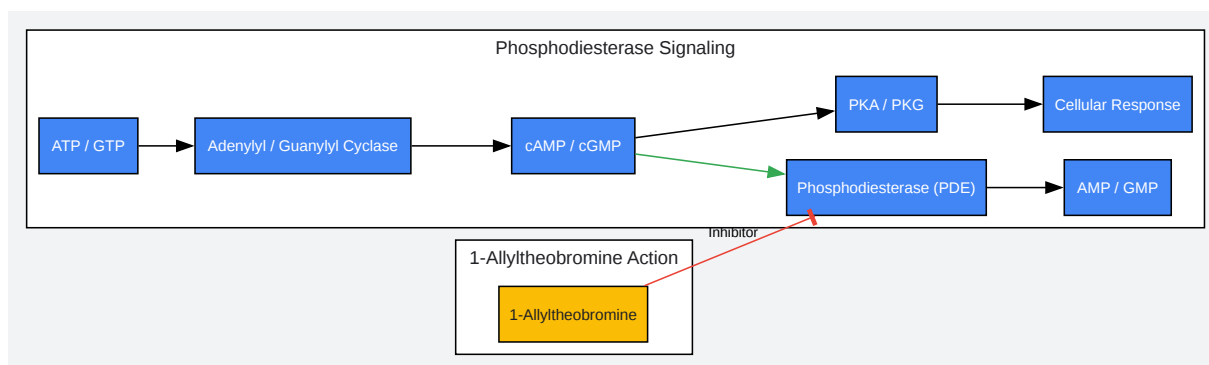 Phosphodiesterase Signaling
ATP / GTP
Adenylyl / Guanylyl Cyclase
cAMP / cGMP
PKA / PKG
Cellular Response
Phosphodiesterase (PDE)
AMP / GMP
Inhibitor
1-Allyltheobromine Action
1-Allyltheobromine